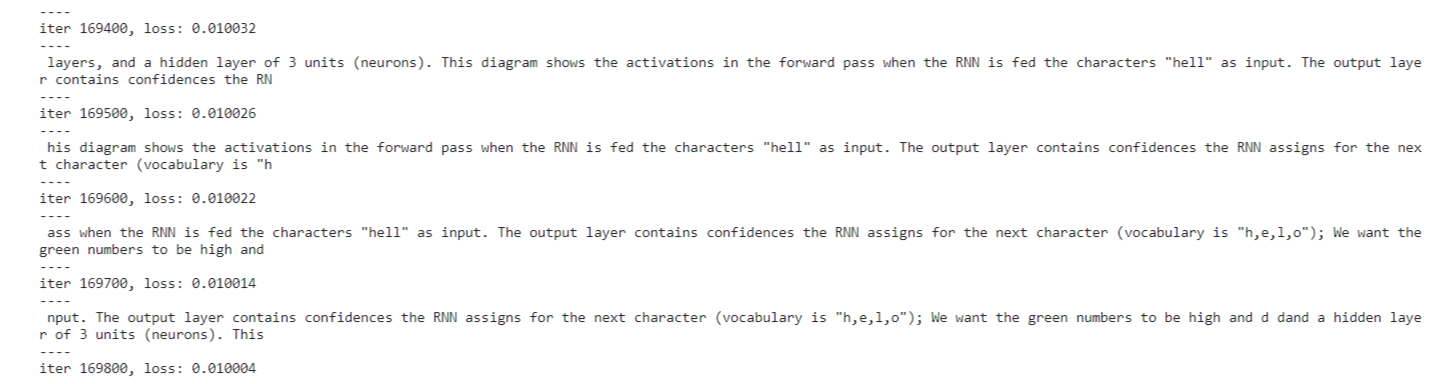 ----
iter 169400, loss: 0.010032
----
layers, and a hidden layer of 3 units (neurons). This diagram shows the activations in the forward pass when the RNN is fed the characters "hell" as input. The output laye
r contains confidences the RN
----
iter 169500, loss: 0.010026
----
his diagram shows the activations in the forward pass when the RNN is fed the characters "hell" as input. The output layer contains confidences the RNN assigns for the nex
t character (vocabulary is "h
----
iter 169600, loss: 0.010022
----
ass when the RNN is fed the characters "hell" as input. The output layer contains confidences the RNN assigns for the next character (vocabulary is "h,e,l,o"); We want the
green numbers to be high and
----
iter 169700, loss: 0.010014
----
nput. The output layer contains confidences the RNN assigns for the next character (vocabulary is "h,e,l,o"); We want the green numbers to be high and d dand a hidden laye
r of 3 units (neurons). This
----
iter 169800, loss: 0.010004